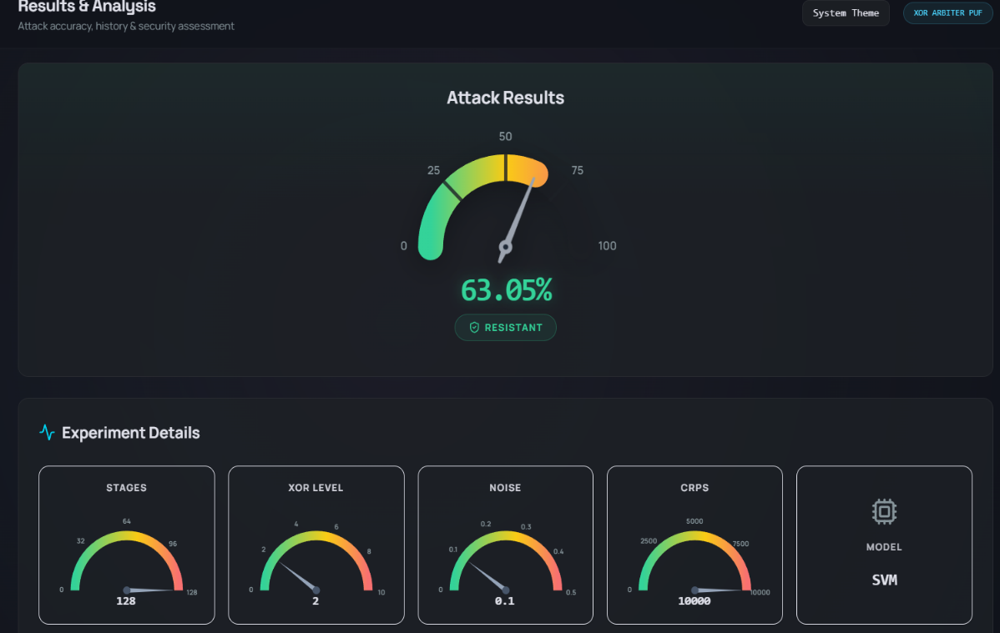 Results & Analysis
Attack accuracy, history & security assessment
System Theme
XOR ARBITER PUF
Attack Results
50
25
75
0
100
63.05%
RESISTANT
Experiment Details
STAGES
64
32
96
0
128
128
XOR LEVEL
4
6
2
8
0
10
2
NOISE
0.2
0.3
0.1
0.4
0
0.5
0.1
CRPS
5000
2500
7500
0
10000
10000
MODEL
SVM